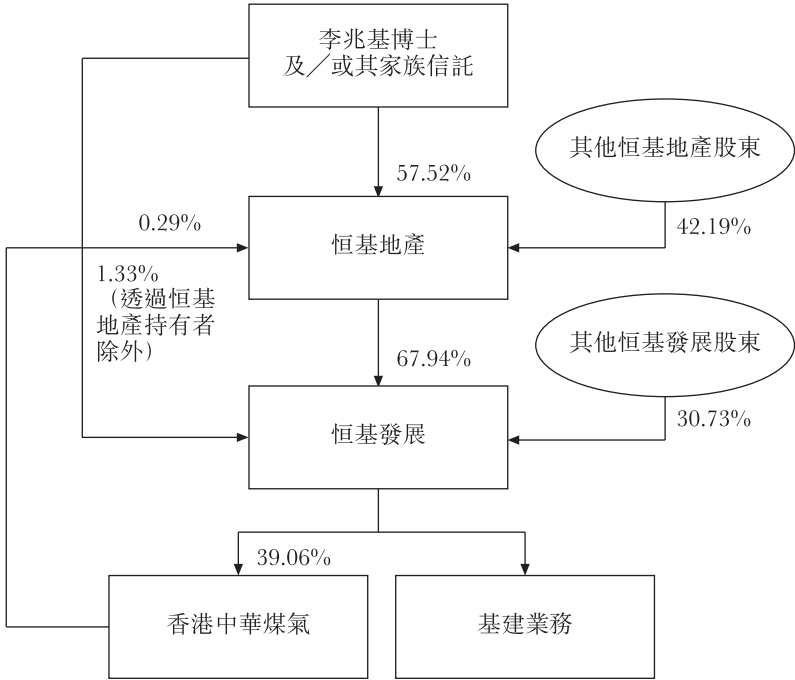 李兆基博士
及╱或其家族信託
57.52%
其他恒基地產股東
42.19%
0.29%
恒基地產
1.33%
（透過恒基
地產持有者
除外）
67.94%
其他恒基發展股東
30.73%
恒基發展
39.06%
香港中華煤氣
基建業務